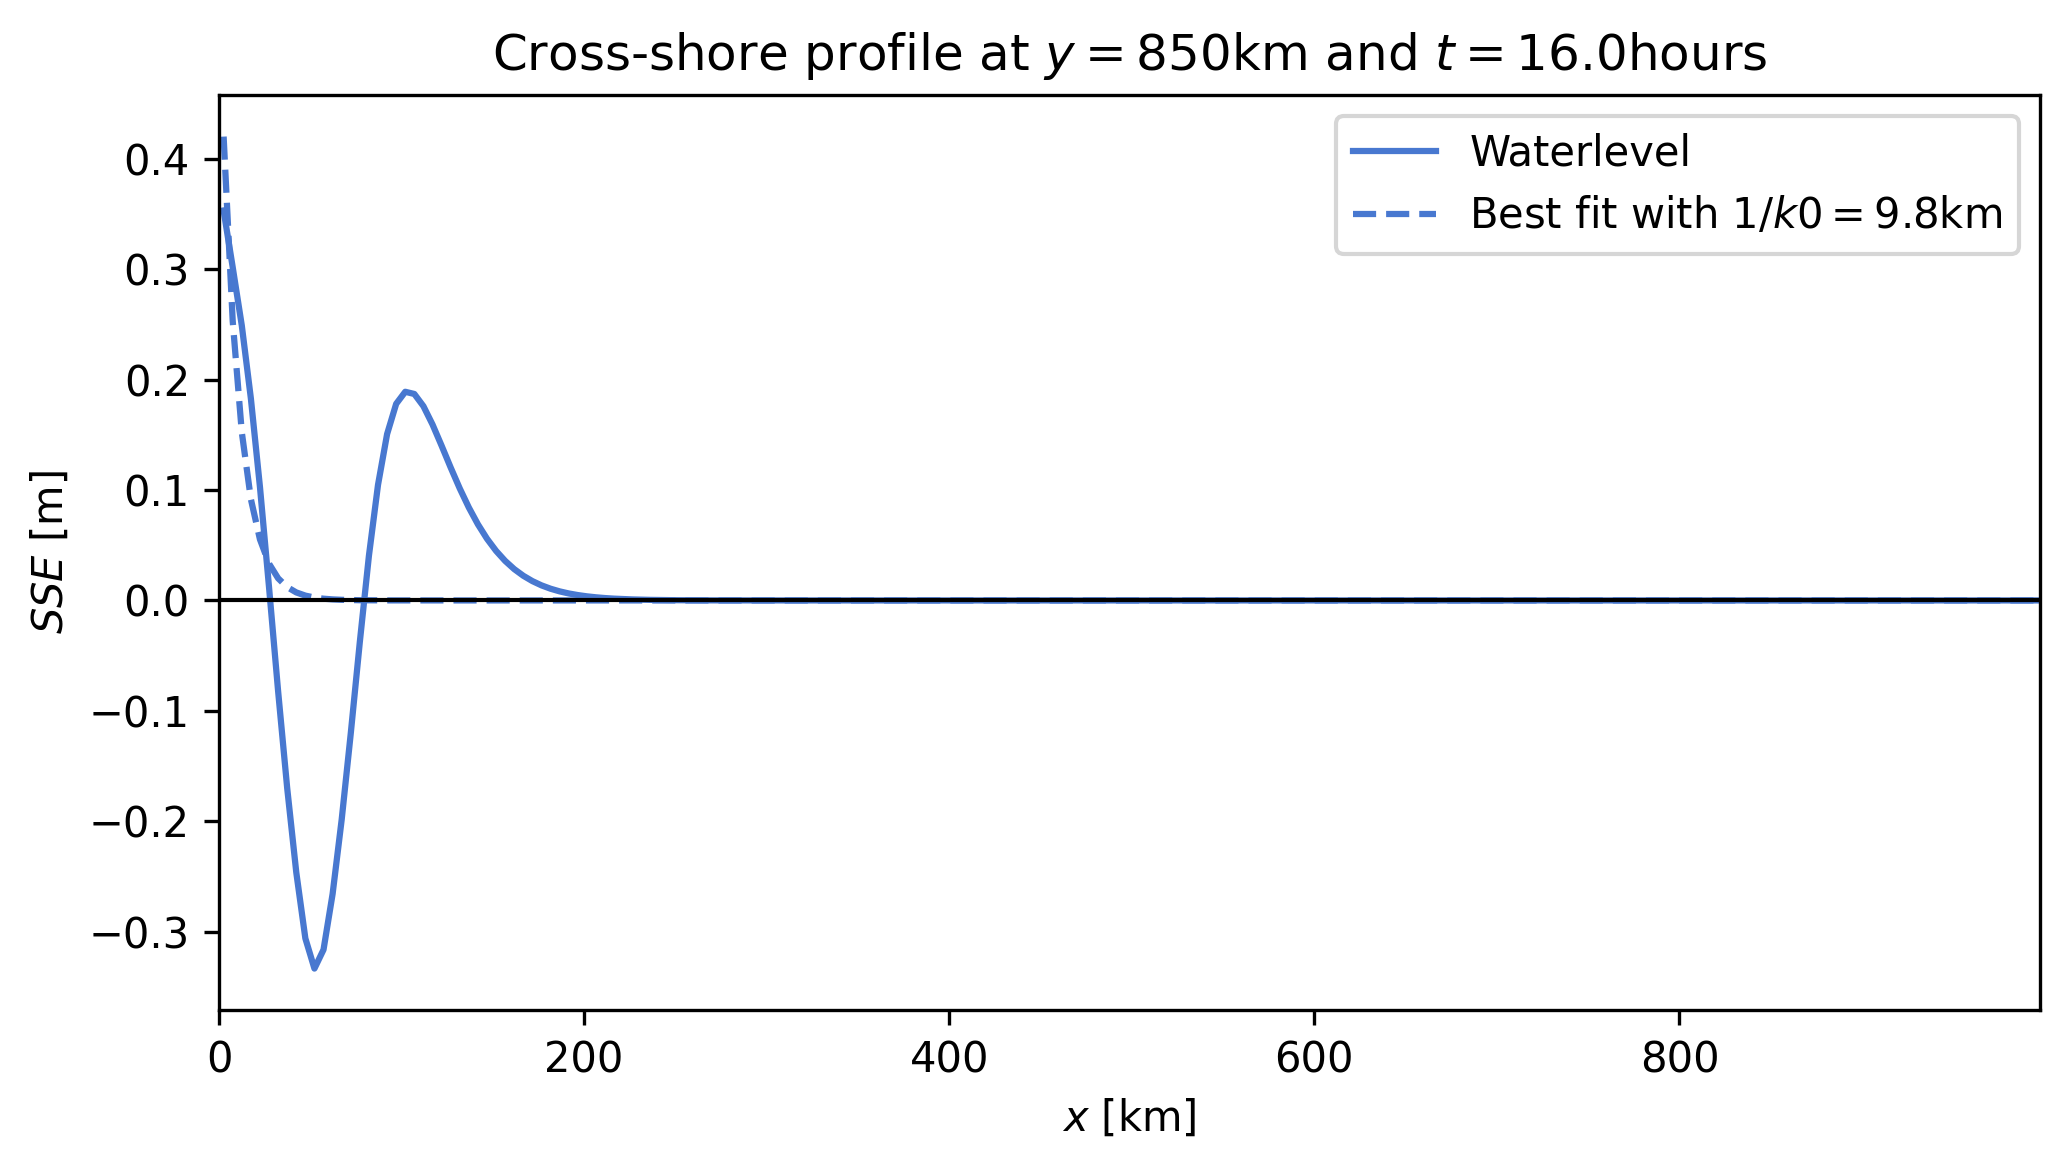 Cross-shore profile at y = 850km and t = 16.0hours
Waterlevel
Best fit with 1/k0 = 9.8km
SSE [m]
0.4
0.3
0.2
0.1
0.0
−0.1
−0.2
−0.3
0 200 400 600 800
x [km]